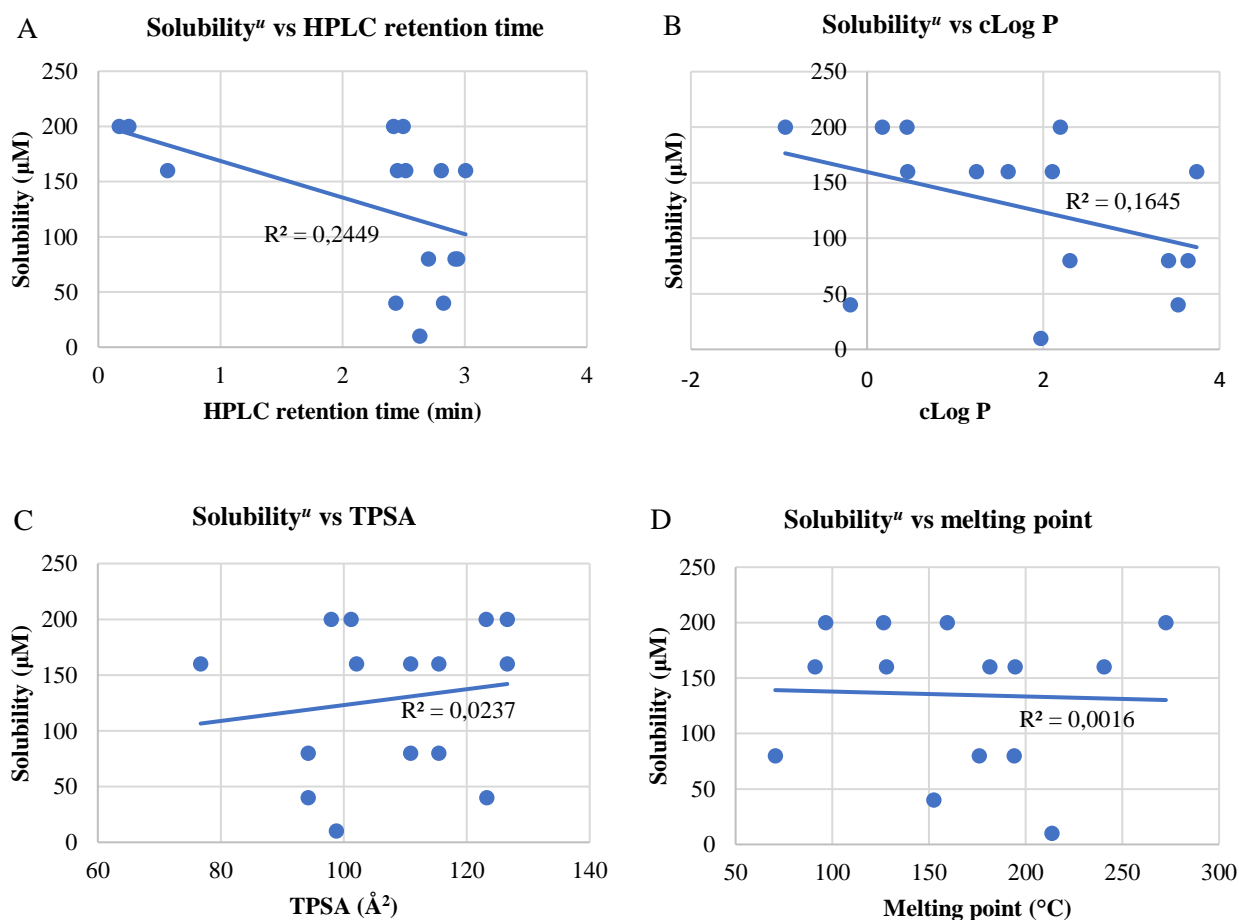 A
Solubilityᵘ vs HPLC retention time
250
200
150
100
50
0
Solubility (µM)
R² = 0,2449
0 1 2 3 4
HPLC retention time (min)
B
Solubilityᵘ vs cLog P
250
200
150
100
50
0
Solubility (µM)
R² = 0,1645
-2 0 2 4
cLog P
C
Solubilityᵘ vs TPSA
250
200
150
100
50
0
Solubility (µM)
R² = 0,0237
60 80 100 120 140
TPSA (Å²)
D
Solubilityᵘ vs melting point
250
200
150
100
50
0
Solubility (µM)
R² = 0,0016
50 100 150 200 250 300
Melting point (°C)